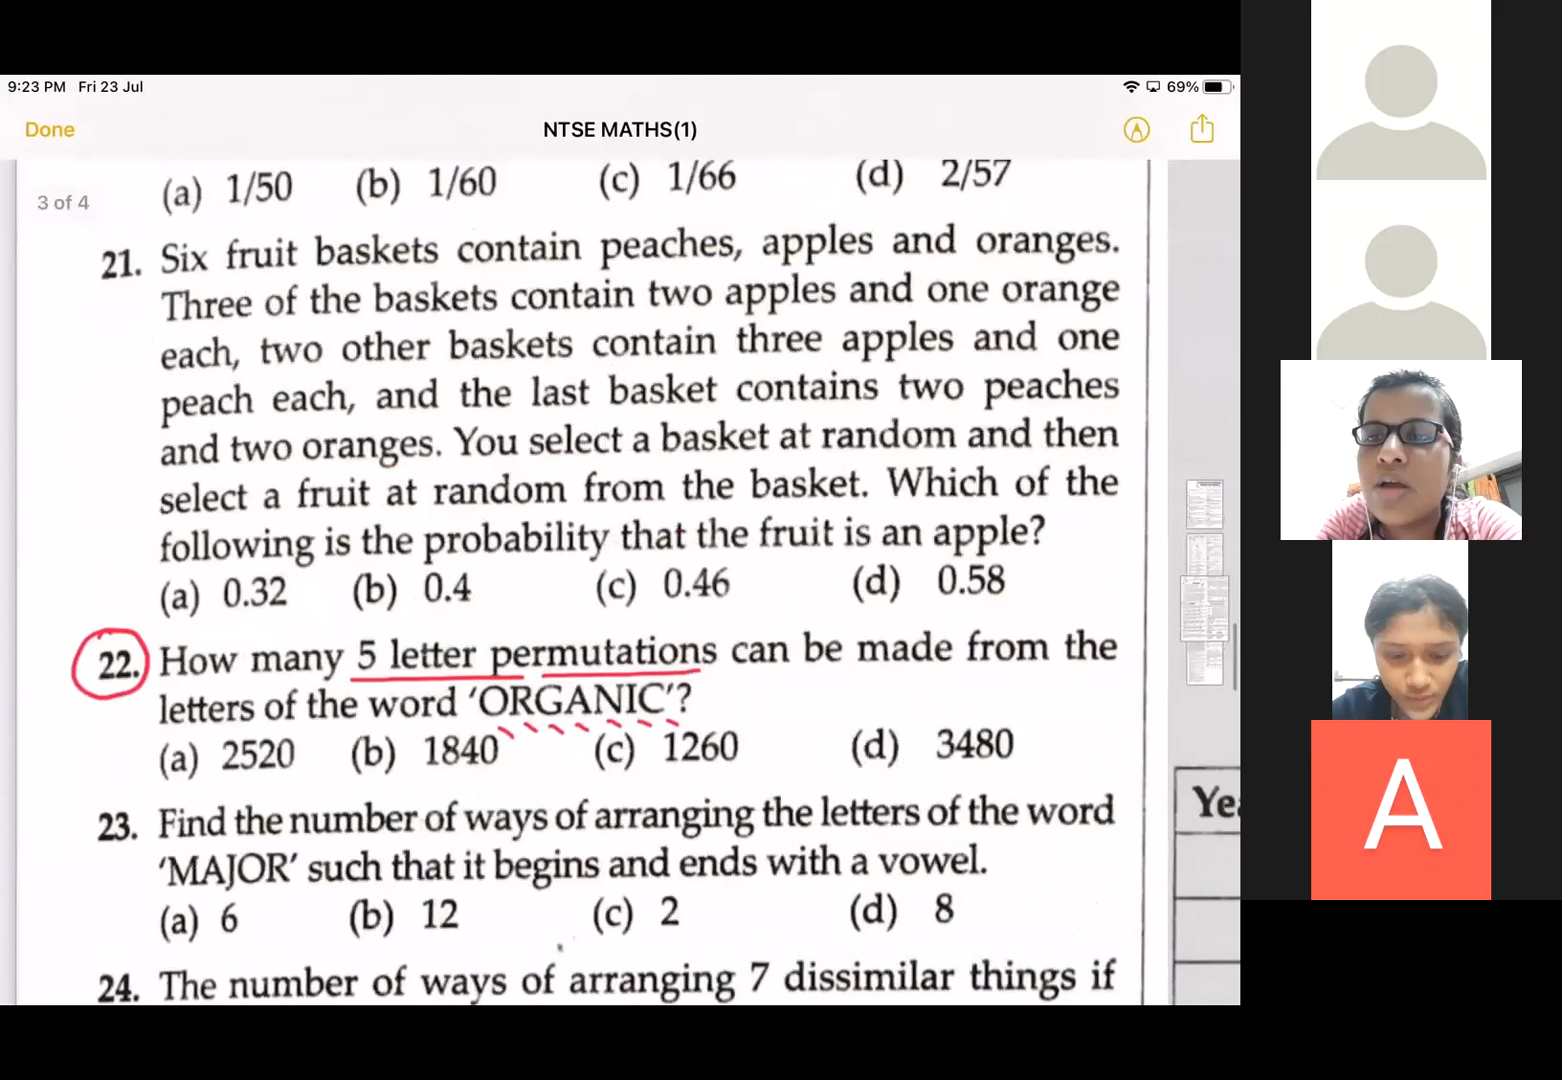 9:23 PM Fri 23 Jul
69%
Done
NTSE MATHS(1)
3 of 4
(a) 1/50 (b) 1/60 (c) 1/66 (d) 2/57
21. Six fruit baskets contain peaches, apples and oranges.
Three of the baskets contain two apples and one orange
each, two other baskets contain three apples and one
peach each, and the last basket contains two peaches
and two oranges. You select a basket at random and then
select a fruit at random from the basket. Which of the
following is the probability that the fruit is an apple?
(a) 0.32 (b) 0.4 (c) 0.46 (d) 0.58
22. How many 5 letter permutations can be made from the
letters of the word ‘ORGANIC’?
(a) 2520 (b) 1840 (c) 1260 (d) 3480
23. Find the number of ways of arranging the letters of the word
‘MAJOR’ such that it begins and ends with a vowel.
(a) 6 (b) 12 (c) 2 (d) 8
24. The number of ways of arranging 7 dissimilar things if
A